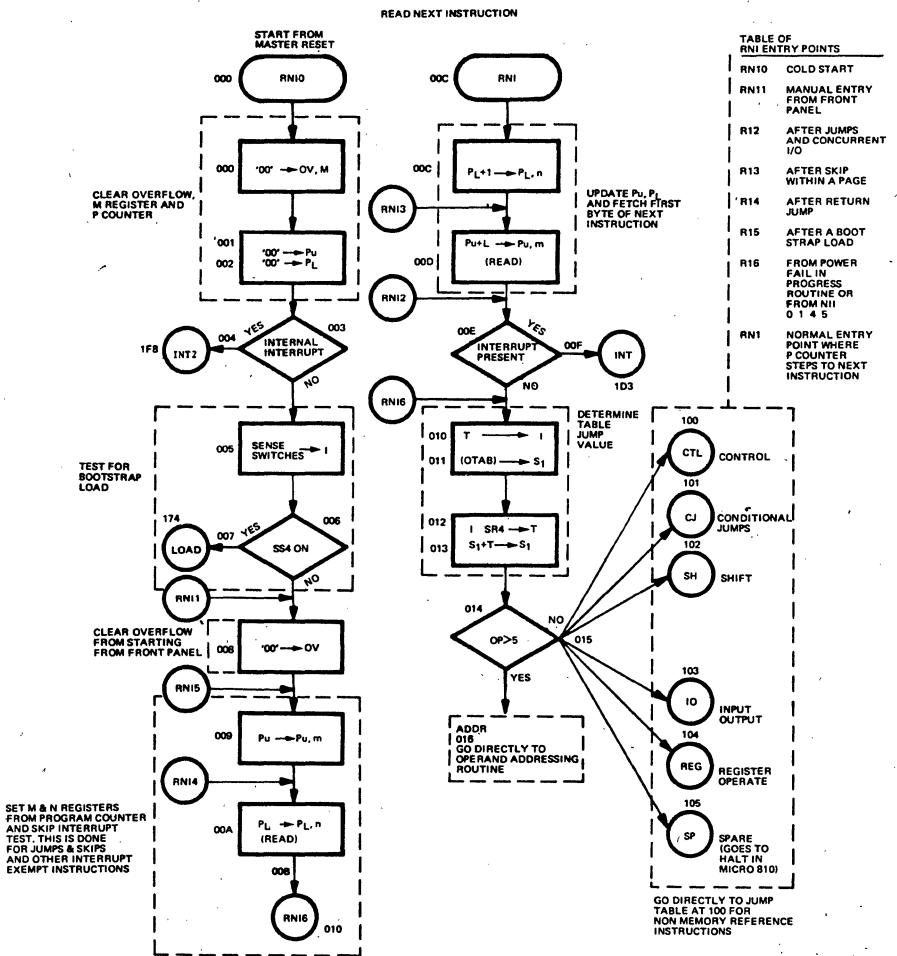 READ NEXT INSTRUCTION
START FROM
MASTER RESET
000
RNI0
000
'00' → OV, M
CLEAR OVERFLOW,
M REGISTER AND
P COUNTER
001
'00' → Pu
002
'00' → PL
003
004
YES
INTERNAL
INTERRUPT
1F8
INT2
NO
005
SENSE
SWITCHES → I
TEST FOR
BOOTSTRAP
LOAD
174
LOAD
007
YES
006
SS4 ON
NO
RNI1
CLEAR OVERFLOW
FROM STARTING
FROM FRONT PANEL
008
'00' → OV
RNI5
009
Pu → Pu, m
RNI4
SET M & N REGISTERS
FROM PROGRAM COUNTER
AND SKIP INTERRUPT
TEST. THIS IS DONE
FOR JUMPS & SKIPS
AND OTHER INTERRUPT
EXEMPT INSTRUCTIONS
00A
PL → PL, n
(READ)
00B
RNI6
010
00C
RNI
00C
PL+1 → PL, n
RNI3
UPDATE Pu, PL
AND FETCH FIRST
BYTE OF NEXT
INSTRUCTION
00D
Pu+L → Pu, m
(READ)
RNI2
00E
YES
00F
INTERRUPT
PRESENT
INT
1D3
NO
RNI6
DETERMINE
TABLE
JUMP
VALUE
010
T → I
011
(OTAB) → S1
012
I SR4 → T
013
S1+T → S1
014
OP>5
NO
015
YES
ADDR
016
GO DIRECTLY TO
OPERAND ADDRESSING
ROUTINE
TABLE OF
RNI ENTRY POINTS
RN10 COLD START
RN11 MANUAL ENTRY
FROM FRONT
PANEL
R12 AFTER JUMPS
AND CONCURRENT
I/O
R13 AFTER SKIP
WITHIN A PAGE
R14 AFTER RETURN
JUMP
R15 AFTER A BOOT
STRAP LOAD
R16 FROM POWER
FAIL IN
PROGRESS
ROUTINE OR
FROM NII
0 1 4 5
RN1 NORMAL ENTRY
POINT WHERE
P COUNTER
STEPS TO NEXT
INSTRUCTION
100
CTL
CONTROL
101
CJ
CONDITIONAL
JUMPS
102
SH
SHIFT
103
IO
INPUT
OUTPUT
104
REG
REGISTER
OPERATE
105
SP
SPARE
(GOES TO
HALT IN
MICRO 810)
GO DIRECTLY TO JUMP
TABLE AT 100 FOR
NON MEMORY REFERENCE
INSTRUCTIONS